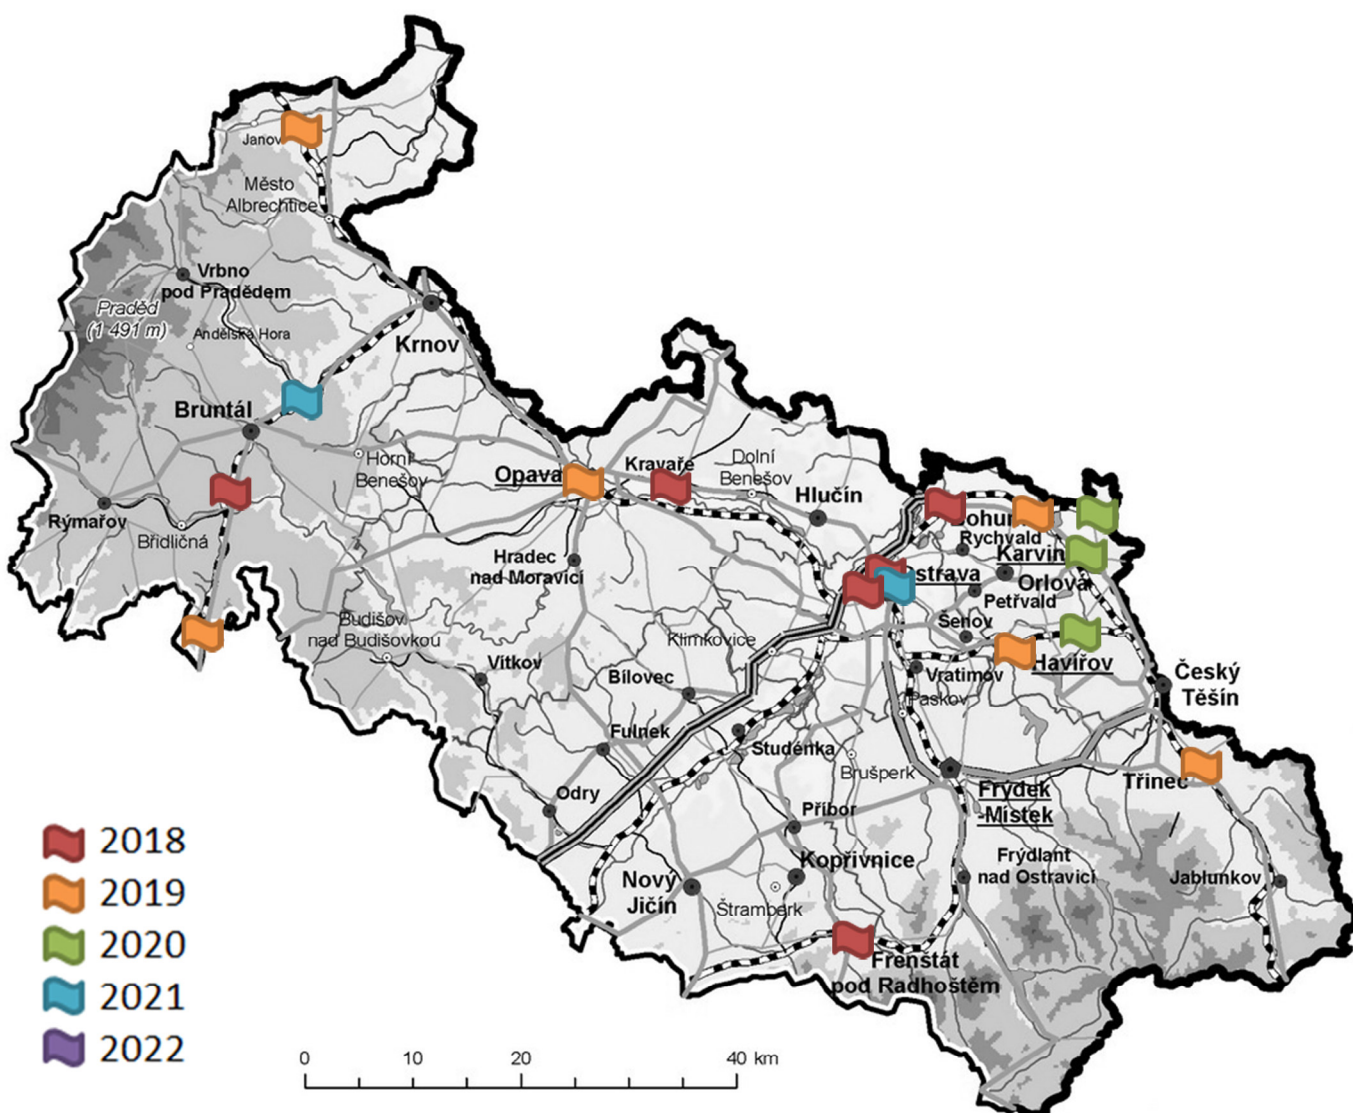 Janov
Město
Albrechtice
Vrbno
pod Pradědem
Praděd
(1 491 m)
Andělská Hora
Krnov
Bruntál
Horní
Benešov
Opava
Kravaře
Dolní
Benešov
Hlučín
Rýmařov
Břidličná
Hradec
nad Moravicí
ohum
Rychvald
Karvin
Orlová
strava
Petřvald
Šenov
Budišov
nad Budišovkou
Klimkovice
Vítkov
Bílovec
Vratimov
Havířov
Paskov
Český
Těšín
Fulnek
Studénka
Brušperk
Třinec
Odry
Příbor
Frýdek
-Místek
Kopřivnice
Frýdlant
nad Ostravicí
Jablunkov
Nový
Jičín
Štramberk
Frenštát
pod Radhoštěm
2018
2019
2020
2021
2022
0 10 20 40 km